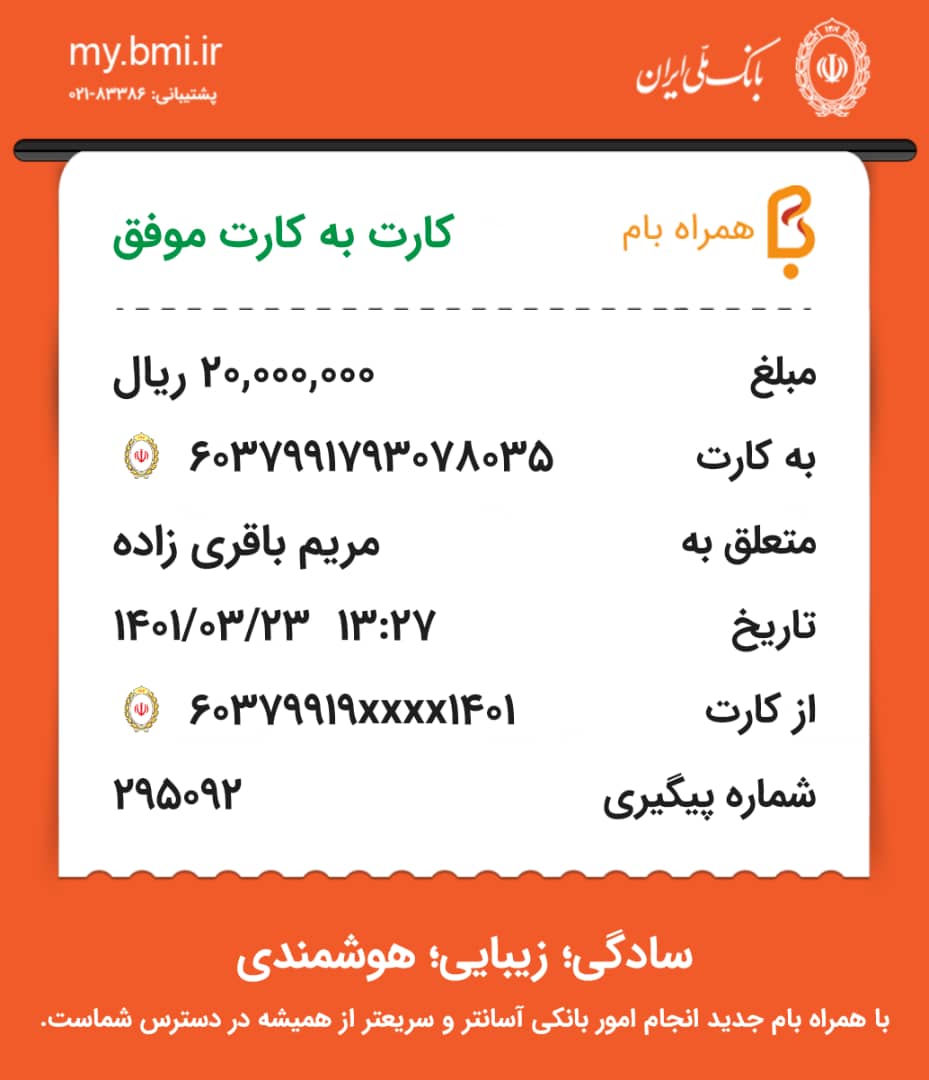 بانک ملی ایران
my.bmi.ir
پشتیبانی: ۸۳۳۸۶-۰۲۱
همراه بام
کارت به کارت موفق
مبلغ ۲۰,۰۰۰,۰۰۰ ریال
به کارت ۶۰۳۷۹۹۱۷۹۳۰۷۸۰۳۵
متعلق به مریم باقری زاده
تاریخ ۱۴۰۱/۰۳/۲۳ ۱۳:۲۷
از کارت ۶۰۳۷۹۹۱۹xxxx۱۴۰۱
شماره پیگیری ۲۹۵۰۹۲
سادگی؛ زیبایی؛ هوشمندی
با همراه بام جدید انجام امور بانکی آسانتر و سریعتر از همیشه در دسترس شماست.